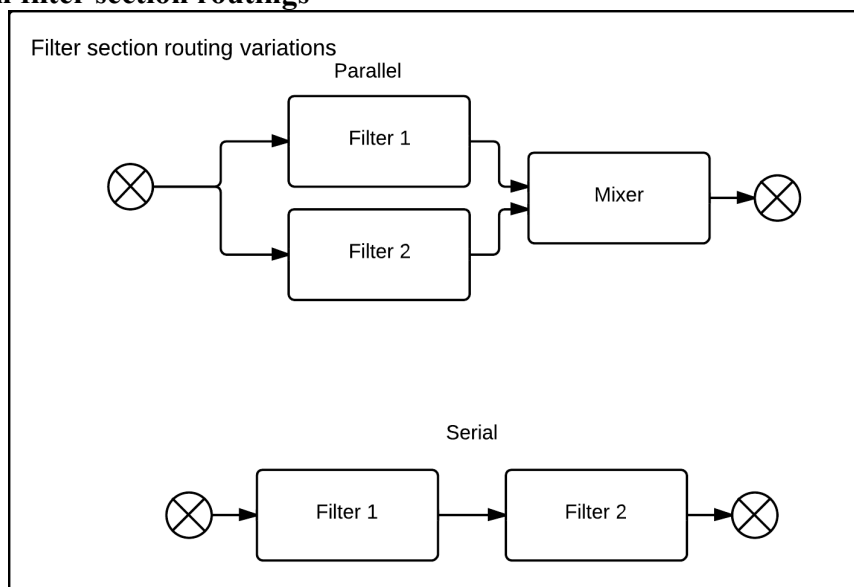 filter section routings
Filter section routing variations
Parallel
Filter 1
Filter 2
Mixer
Serial
Filter 1
Filter 2